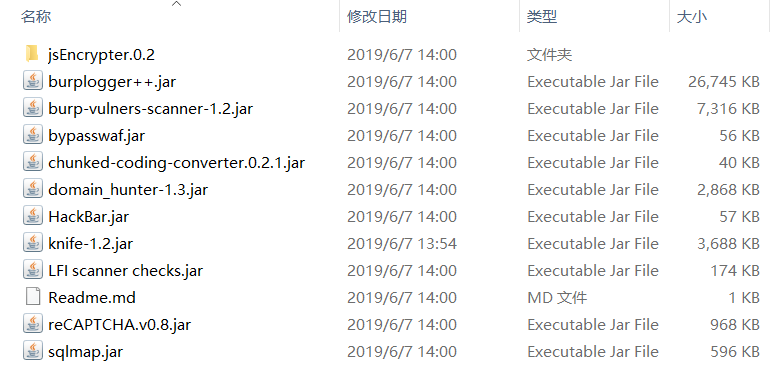 名称 修改日期 类型 大小
jsEncrypter.0.2 2019/6/7 14:00 文件夹
burplogger++.jar 2019/6/7 14:00 Executable Jar File 26,745 KB
burp-vulners-scanner-1.2.jar 2019/6/7 14:00 Executable Jar File 7,316 KB
bypasswaf.jar 2019/6/7 14:00 Executable Jar File 56 KB
chunked-coding-converter.0.2.1.jar 2019/6/7 14:00 Executable Jar File 40 KB
domain_hunter-1.3.jar 2019/6/7 14:00 Executable Jar File 2,868 KB
HackBar.jar 2019/6/7 14:00 Executable Jar File 57 KB
knife-1.2.jar 2019/6/7 13:54 Executable Jar File 3,688 KB
LFI scanner checks.jar 2019/6/7 14:00 Executable Jar File 174 KB
Readme.md 2019/6/7 14:00 MD 文件 1 KB
reCAPTCHA.v0.8.jar 2019/6/7 14:00 Executable Jar File 968 KB
sqlmap.jar 2019/6/7 14:00 Executable Jar File 596 KB